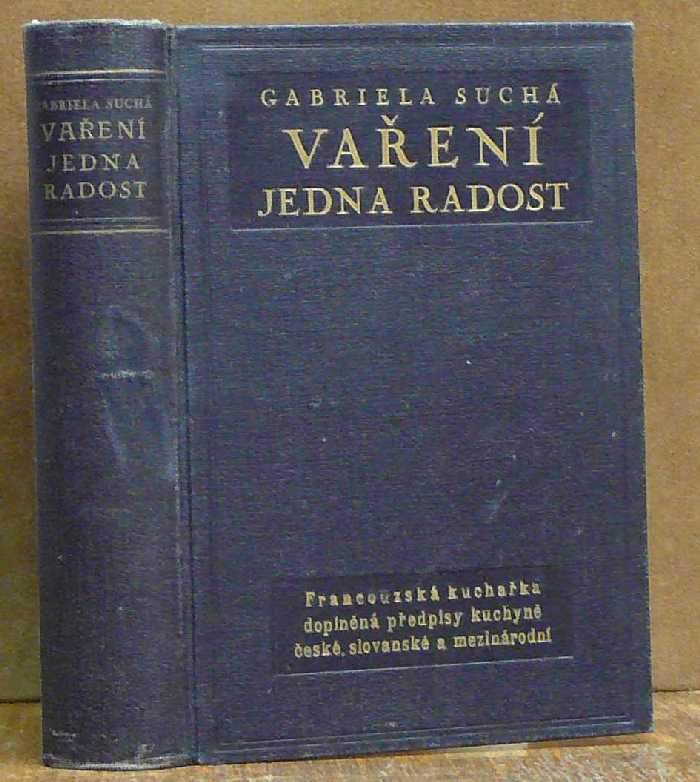 GABRIELA SUCHÁ
VAŘENÍ
JEDNA
RADOST
GABRIELA SUCHÁ
VAŘENÍ
JEDNA RADOST
Francouzská kuchařka
doplněná předpisy kuchyně
české, slovanské a mezinárodní